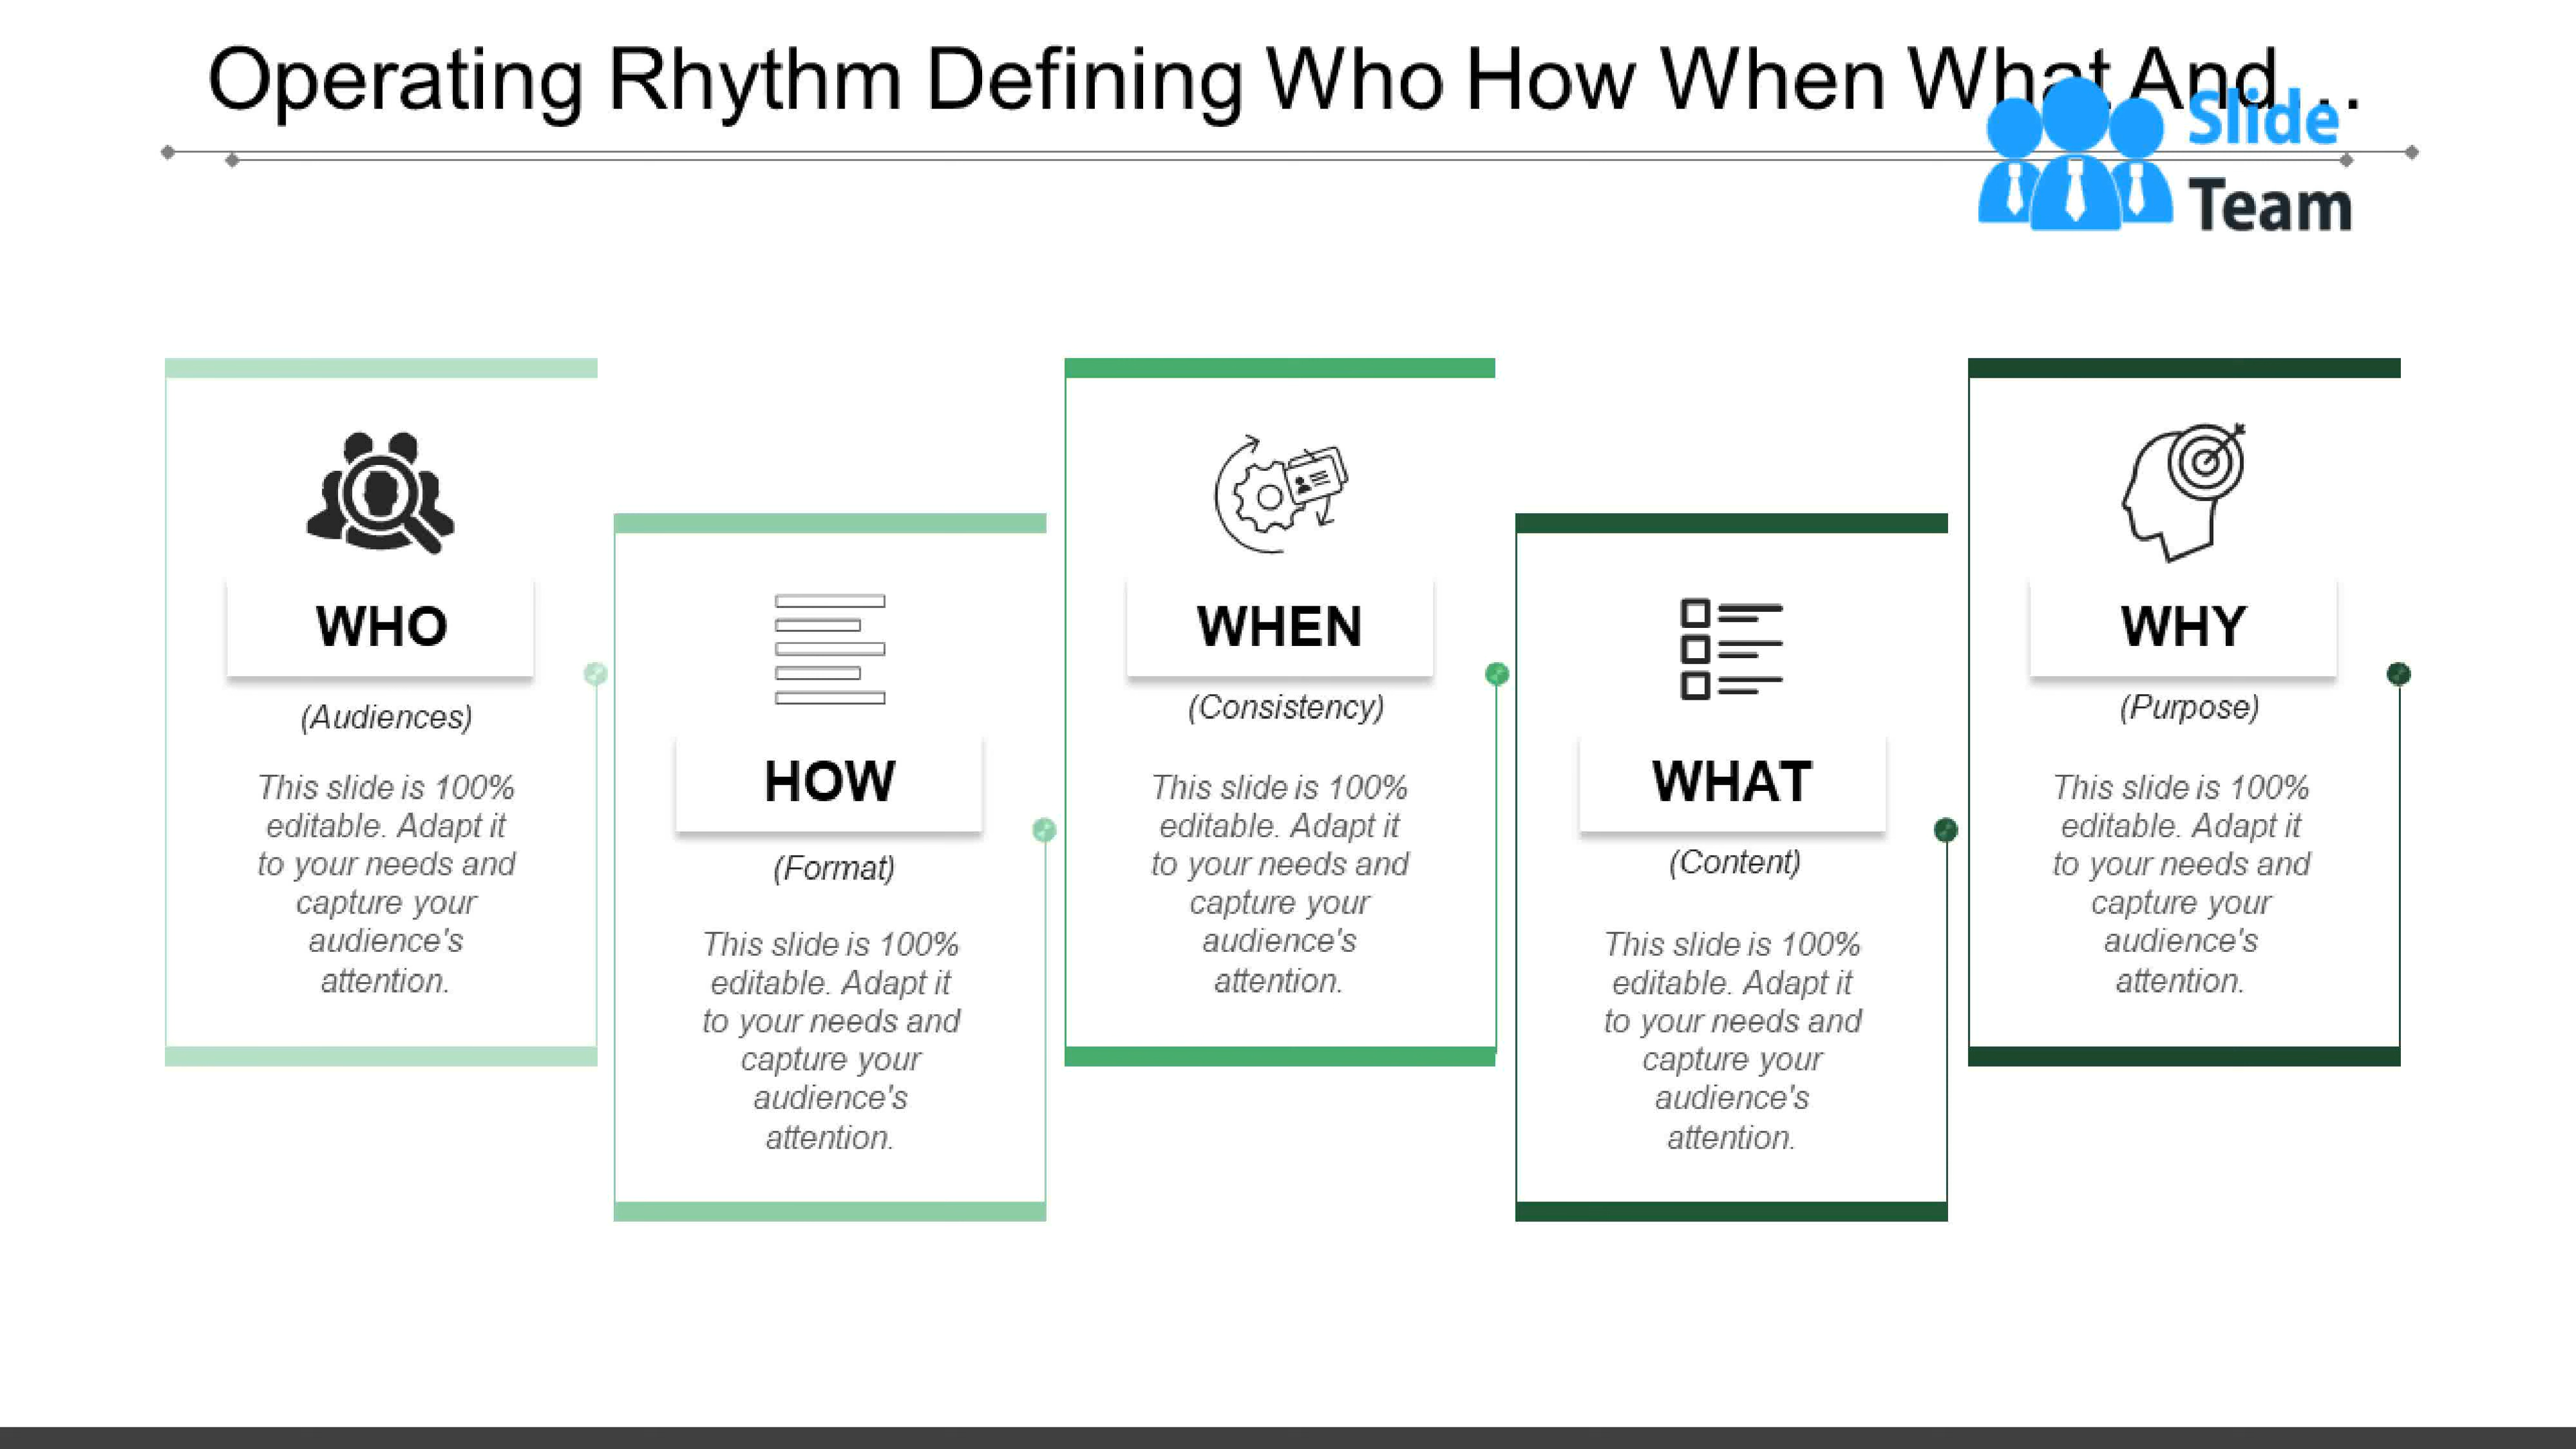 Operating Rhythm Defining Who How When What And...
Slide
Team
WHO
(Audiences)
This slide is 100%
editable. Adapt it
to your needs and
capture your
audience's
attention.
HOW
(Format)
This slide is 100%
editable. Adapt it
to your needs and
capture your
audience's
attention.
WHEN
(Consistency)
This slide is 100%
editable. Adapt it
to your needs and
capture your
audience's
attention.
WHAT
(Content)
This slide is 100%
editable. Adapt it
to your needs and
capture your
audience's
attention.
WHY
(Purpose)
This slide is 100%
editable. Adapt it
to your needs and
capture your
audience's
attention.